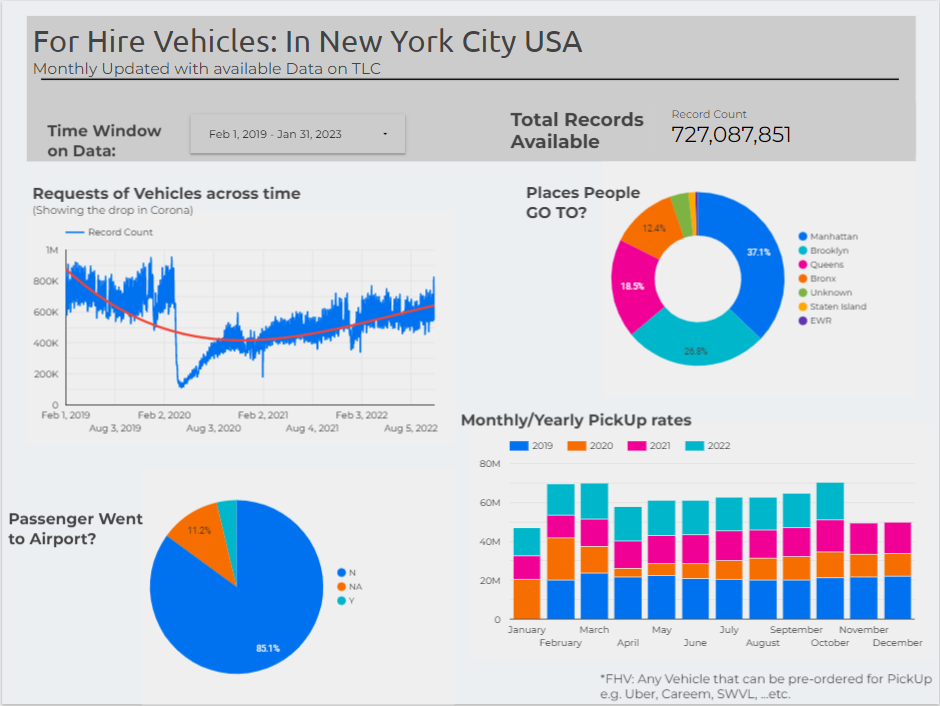 For Hire Vehicles: In New York City USA
Monthly Updated with available Data on TLC
Time Window
on Data:
Feb 1, 2019 - Jan 31, 2023
Total Records
Available
Record Count
727,087,851
Requests of Vehicles across time
(Showing the drop in Corona)
Record Count
1M
800K
600K
400K
200K
0
Feb 1, 2019
Feb 2, 2020
Feb 2, 2021
Feb 3, 2022
Aug 3, 2019
Aug 3, 2020
Aug 4, 2021
Aug 5, 2022
Places People
GO TO?
37.1%
26.8%
18.5%
12.4%
Manhattan
Brooklyn
Queens
Bronx
Unknown
Staten Island
EWR
Passenger Went
to Airport?
11.2%
85.1%
N
NA
Y
Monthly/Yearly PickUp rates
2019
2020
2021
2022
80M
60M
40M
20M
0
January
March
May
July
September
November
February
April
June
August
October
December
*FHV: Any Vehicle that can be pre-ordered for PickUp
e.g. Uber, Careem, SWVL, ...etc.